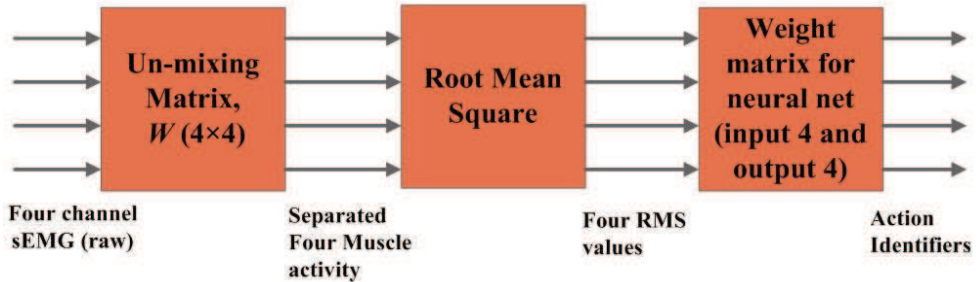 Un-mixing
Matrix,
W (4×4)
Root Mean
Square
Weight
matrix for
neural net
(input 4 and
output 4)
Four channel
sEMG (raw)
Separated
Four Muscle
activity
Four RMS
values
Action
Identifiers